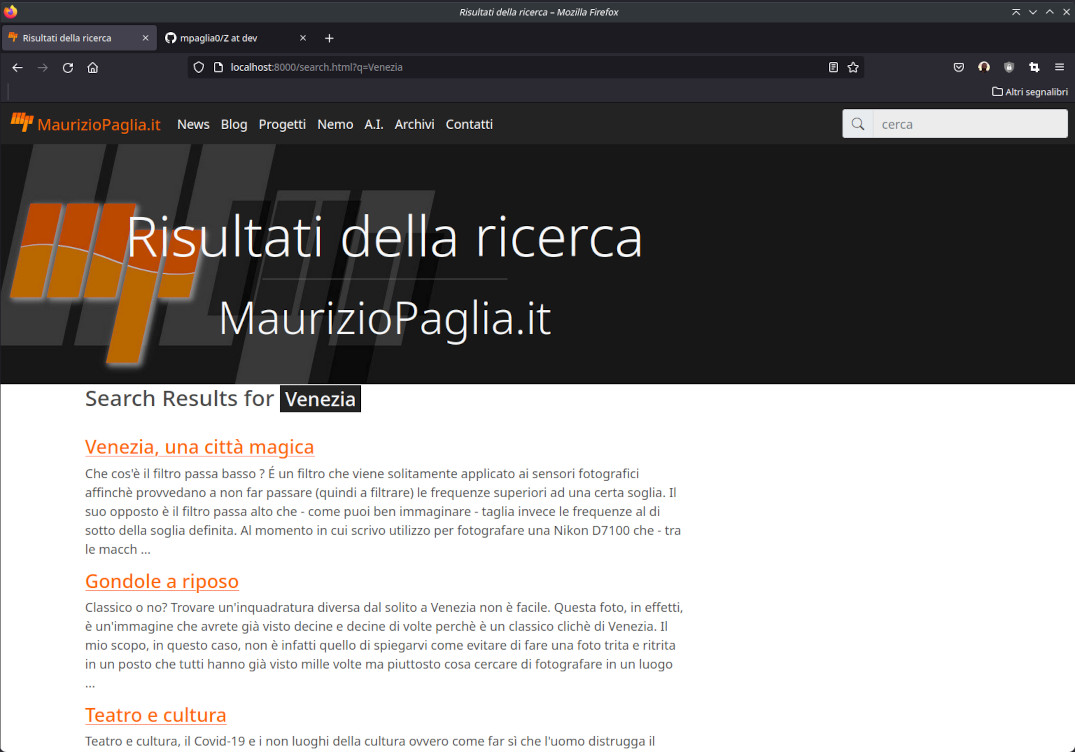 Risultati della ricerca – Mozilla Firefox
Risultati della ricerca
mpaglia0/Z at dev
localhost:8000/search.html?q=Venezia
Altri segnalibri
MaurizioPaglia.it News Blog Progetti Nemo A.I. Archivi Contatti
cerca
Risultati della ricerca
MaurizioPaglia.it
Search Results for Venezia
Venezia, una città magica
Che cos'è il filtro passa basso ? É un filtro che viene solitamente applicato ai sensori fotografici
affinchè provvedano a non far passare (quindi a filtrare) le frequenze superiori ad una certa soglia. Il
suo opposto è il filtro passa alto che - come puoi ben immaginare - taglia invece le frequenze al di
sotto della soglia definita. Al momento in cui scrivo utilizzo per fotografare una Nikon D7100 che - tra
le macch ...
Gondole a riposo
Classico o no? Trovare un'inquadratura diversa dal solito a Venezia non è facile. Questa foto, in effetti,
è un'immagine che avrete già visto decine e decine di volte perchè è un classico clichè di Venezia. Il
mio scopo, in questo caso, non è infatti quello di spiegarvi come evitare di fare una foto trita e ritrita
in un posto che tutti hanno già visto mille volte ma piuttosto cosa cercare di fotografare in un luogo
...
Teatro e cultura
Teatro e cultura, il Covid-19 e i non luoghi della cultura ovvero come far sì che l'uomo distrugga il